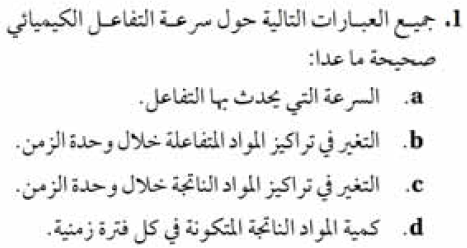 1. جميع العبارات التالية حول سرعة التفاعل الكيميائي
صحيحة ما عدا:
a. السرعة التي يحدث بها التفاعل.
b. التغير في تراكيز المواد المتفاعلة خلال وحدة الزمن.
c. التغير في تراكيز المواد الناتجة خلال وحدة الزمن.
d. كمية المواد الناتجة المتكونة في كل فترة زمنية.